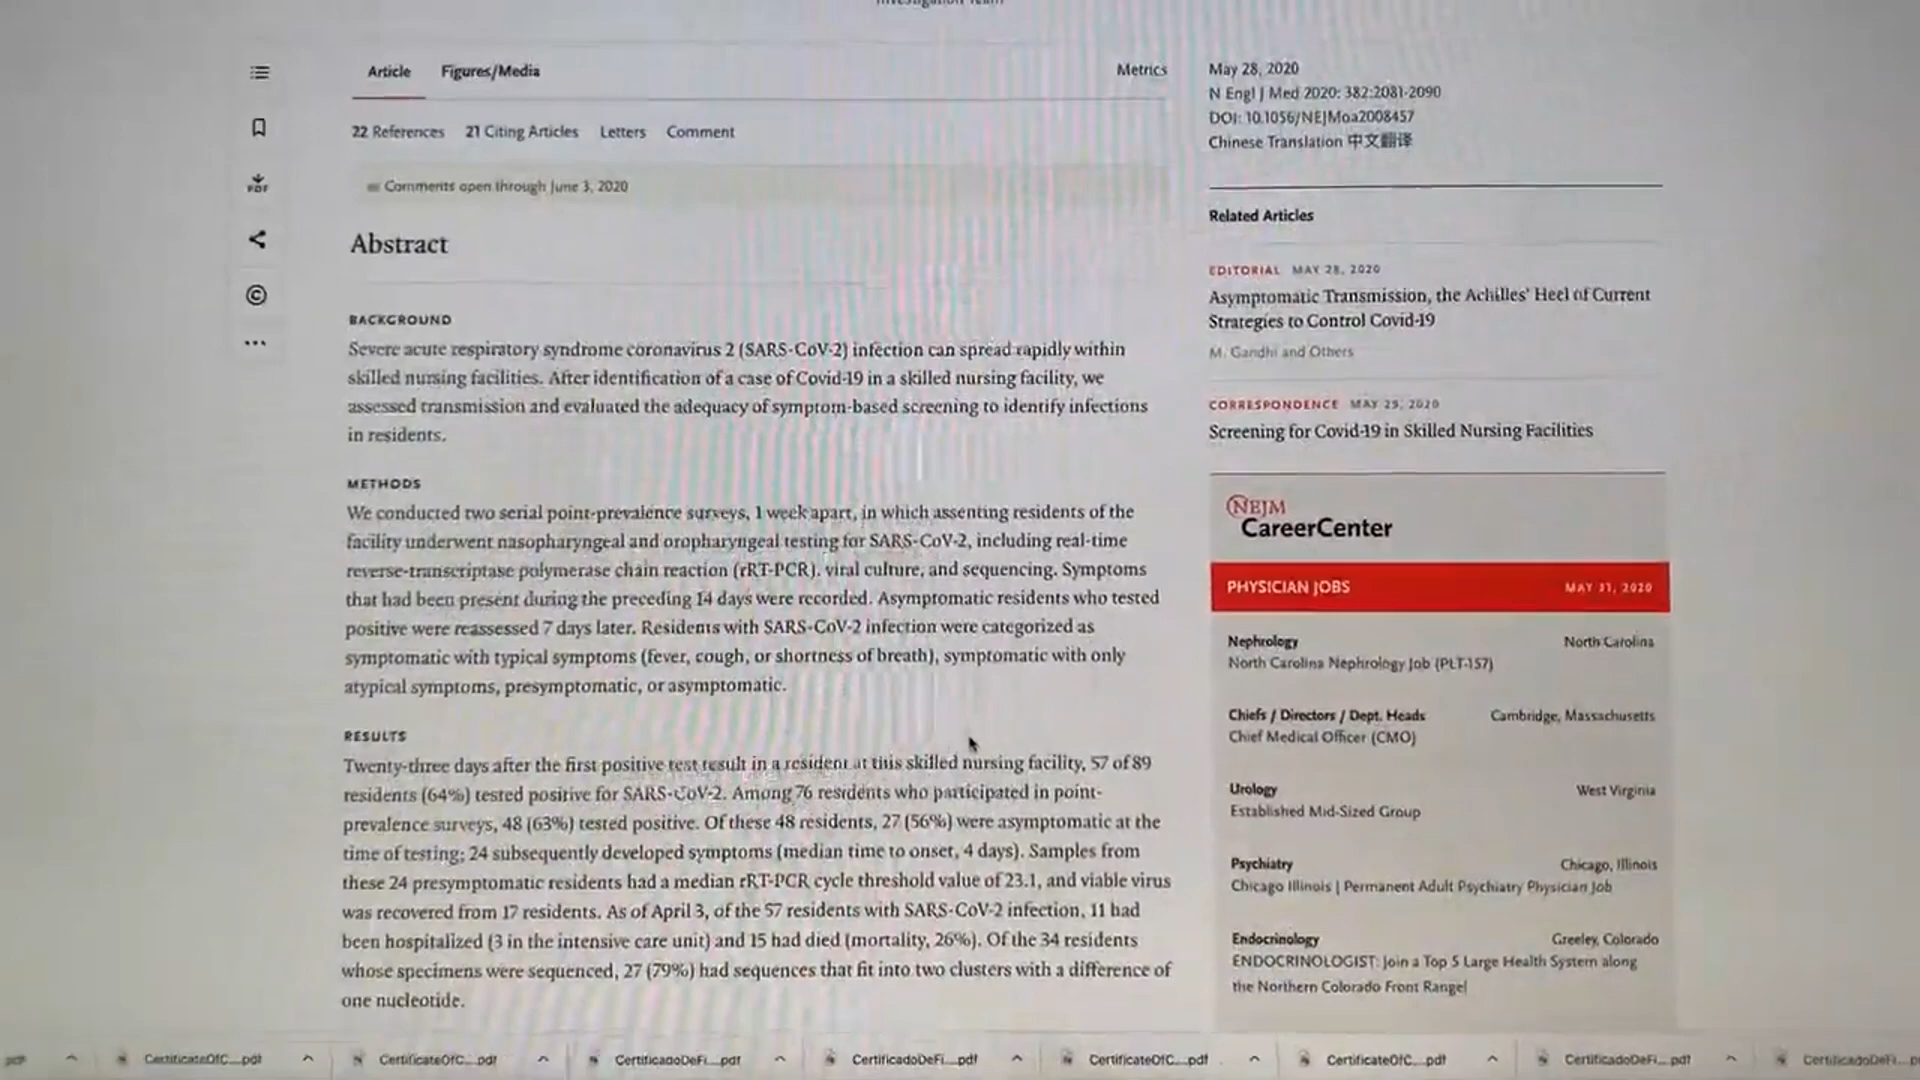 Investigation Team
Article Figures/Media Metrics
22 References 21 Citing Articles Letters Comment
Comments open through June 3, 2020
Abstract
BACKGROUND
Severe acute respiratory syndrome coronavirus 2 (SARS-CoV-2) infection can spread rapidly within
skilled nursing facilities. After identification of a case of Covid-19 in a skilled nursing facility, we
assessed transmission and evaluated the adequacy of symptom-based screening to identify infections
in residents.
METHODS
We conducted two serial point-prevalence surveys, 1 week apart, in which assenting residents of the
facility underwent nasopharyngeal and oropharyngeal testing for SARS-CoV-2, including real-time
reverse-transcriptase polymerase chain reaction (rRT-PCR), viral culture, and sequencing. Symptoms
that had been present during the preceding 14 days were recorded. Asymptomatic residents who tested
positive were reassessed 7 days later. Residents with SARS-CoV-2 infection were categorized as
symptomatic with typical symptoms (fever, cough, or shortness of breath), symptomatic with only
atypical symptoms, presymptomatic, or asymptomatic.
RESULTS
Twenty-three days after the first positive test result in a resident at this skilled nursing facility, 57 of 89
residents (64%) tested positive for SARS-CoV-2. Among 76 residents who participated in point-
prevalence surveys, 48 (63%) tested positive. Of these 48 residents, 27 (56%) were asymptomatic at the
time of testing; 24 subsequently developed symptoms (median time to onset, 4 days). Samples from
these 24 presymptomatic residents had a median rRT-PCR cycle threshold value of 23.1, and viable virus
was recovered from 17 residents. As of April 3, of the 57 residents with SARS-CoV-2 infection, 11 had
been hospitalized (3 in the intensive care unit) and 15 had died (mortality, 26%). Of the 34 residents
whose specimens were sequenced, 27 (79%) had sequences that fit into two clusters with a difference of
one nucleotide.
PDF
May 28, 2020
N Engl J Med 2020; 382:2081-2090
DOI: 10.1056/NEJMoa2008457
Chinese Translation 中文翻译
Related Articles
EDITORIAL MAY 28, 2020
Asymptomatic Transmission, the Achilles' Heel of Current
Strategies to Control Covid-19
M. Gandhi and Others
CORRESPONDENCE MAY 29, 2020
Screening for Covid-19 in Skilled Nursing Facilities
NEJM
CareerCenter
PHYSICIAN JOBS MAY 31, 2020
Nephrology North Carolina
North Carolina Nephrology Job (PLT-157)
Chiefs / Directors / Dept. Heads Cambridge, Massachusetts
Chief Medical Officer (CMO)
Urology West Virginia
Established Mid-Sized Group
Psychiatry Chicago, Illinois
Chicago Illinois | Permanent Adult Psychiatry Physician Job
Endocrinology Greeley, Colorado
ENDOCRINOLOGIST: Join a Top 5 Large Health System along
the Northern Colorado Front Range!
pdf CertificateOfC....pdf CertificateOfC....pdf CertificadoDeFi....pdf CertificadoDeFi....pdf CertificateOfC....pdf CertificateOfC....pdf CertificadoDeFi....pdf CertificadoDeFi....p